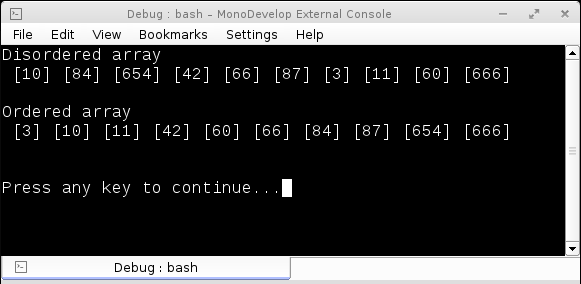 Debug : bash – MonoDevelop External Console
File Edit View Bookmarks Settings Help
Disordered array
[10] [84] [654] [42] [66] [87] [3] [11] [60] [666]
Ordered array
[3] [10] [11] [42] [60] [66] [84] [87] [654] [666]
Press any key to continue...
Debug : bash